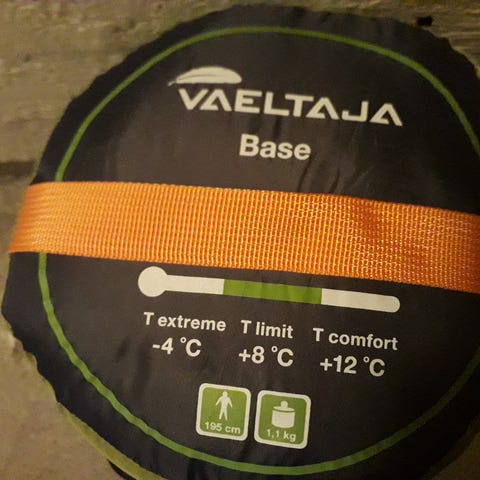 VAELTAJA
Base
T extreme T limit T comfort
-4 °C +8 °C +12 °C
195 cm 1,1 kg